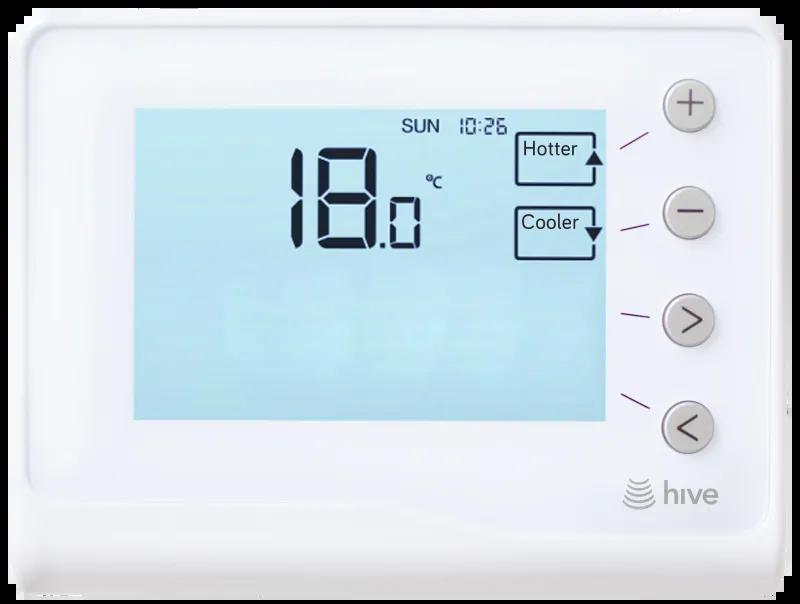 SUN 10:26
18.0 °C
Hotter
Cooler
+
−
>
<
hive